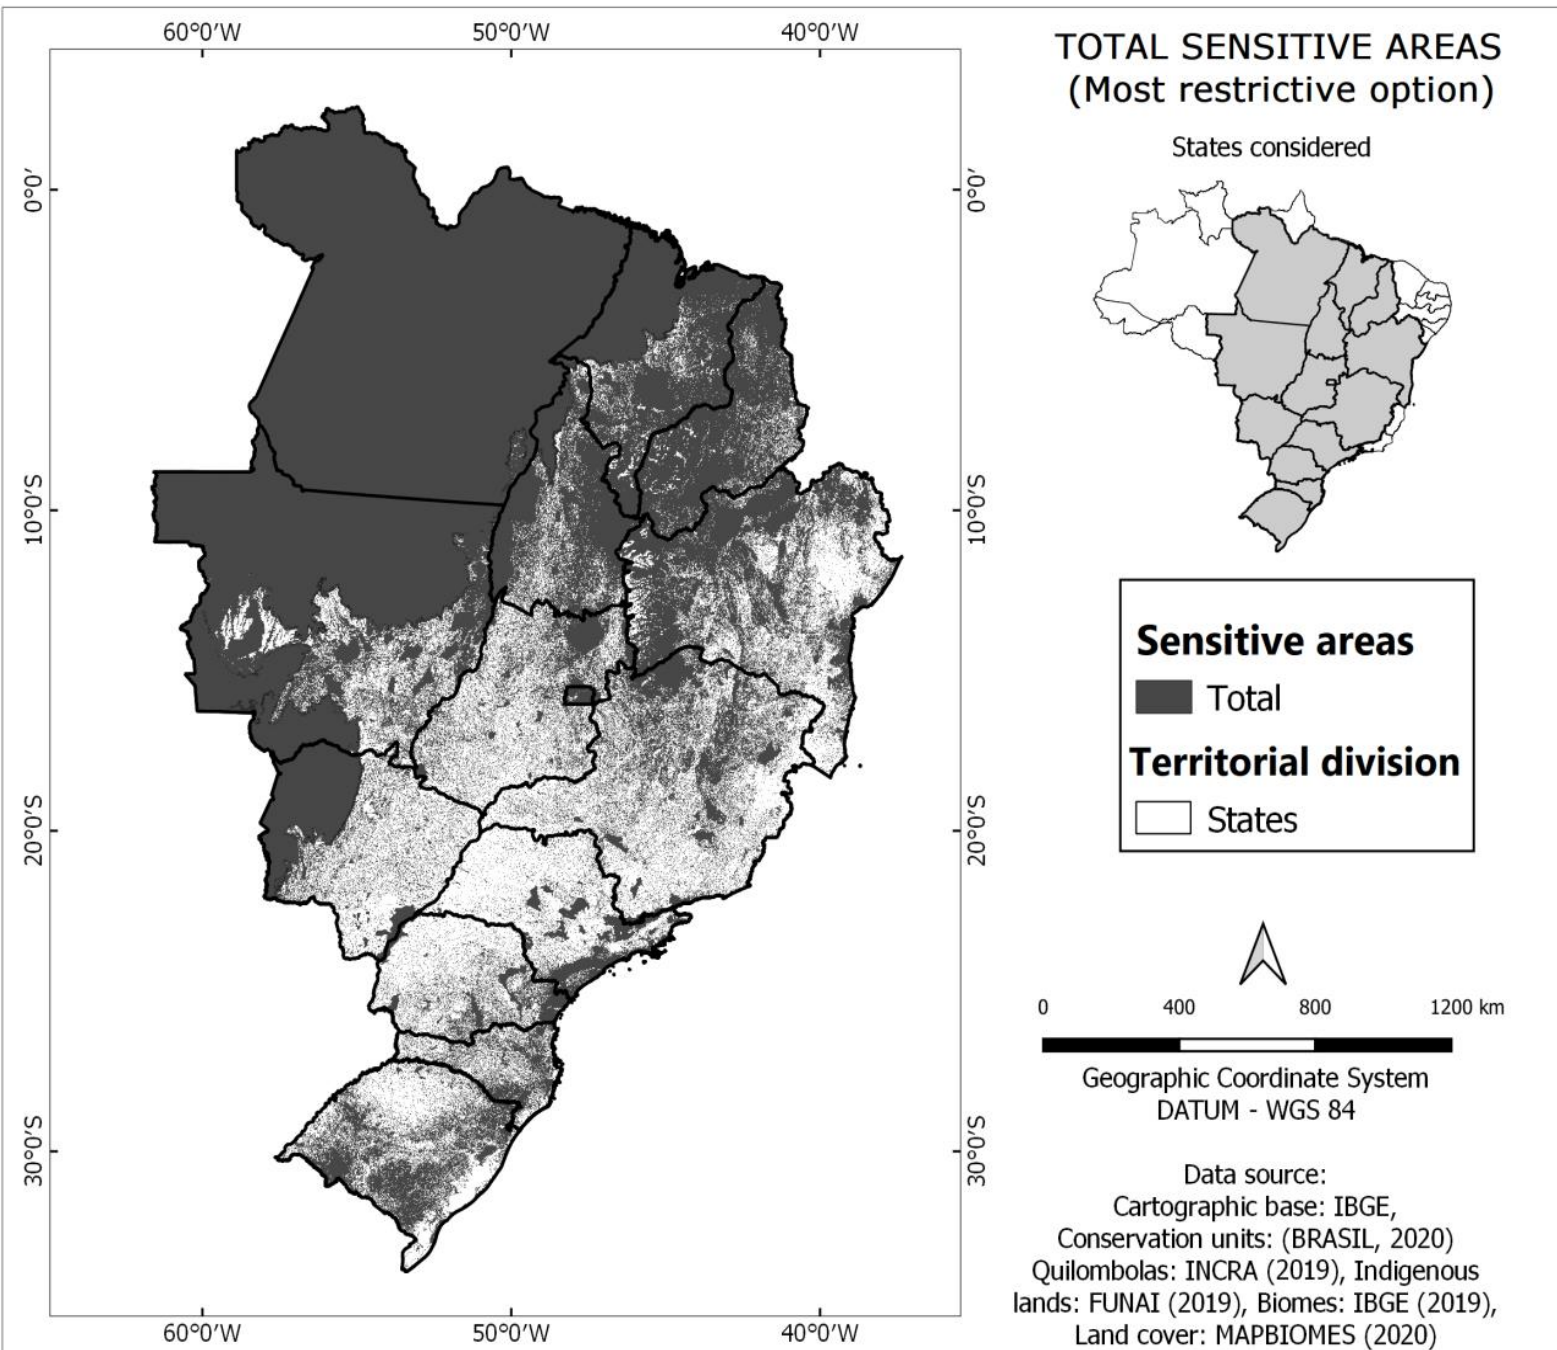 60°0′W 50°0′W 40°0′W
0°0′
10°0′S
20°0′S
30°0′S
0°0′
10°0′S
20°0′S
30°0′S
60°0′W 50°0′W 40°0′W
TOTAL SENSITIVE AREAS
(Most restrictive option)
States considered
Sensitive areas
Total
Territorial division
States
0 400 800 1200 km
Geographic Coordinate System
DATUM - WGS 84
Data source:
Cartographic base: IBGE,
Conservation units: (BRASIL, 2020)
Quilombolas: INCRA (2019), Indigenous
lands: FUNAI (2019), Biomes: IBGE (2019),
Land cover: MAPBIOMES (2020)